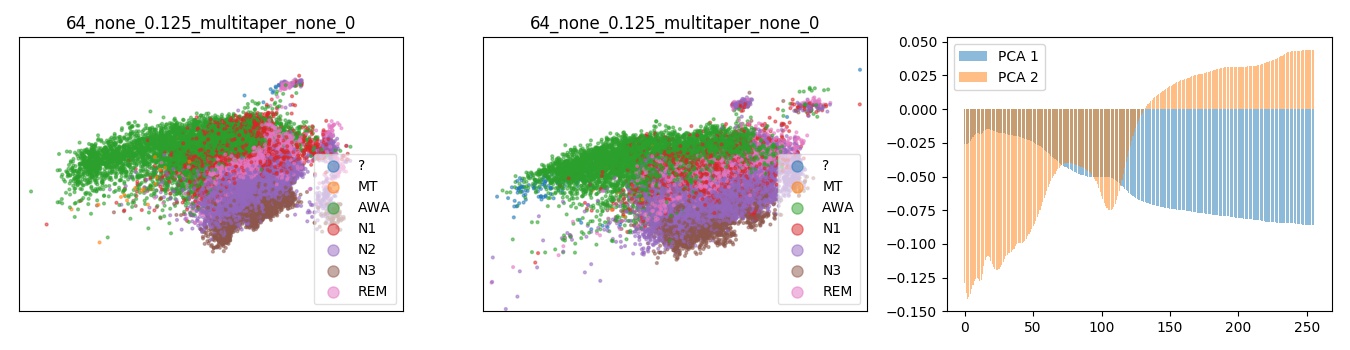 64_none_0.125_multitaper_none_0
?
MT
AWA
N1
N2
N3
REM
64_none_0.125_multitaper_none_0
?
MT
AWA
N1
N2
N3
REM
PCA 1
PCA 2
0.050
0.025
0.000
−0.025
−0.050
−0.075
−0.100
−0.125
−0.150
0 50 100 150 200 250